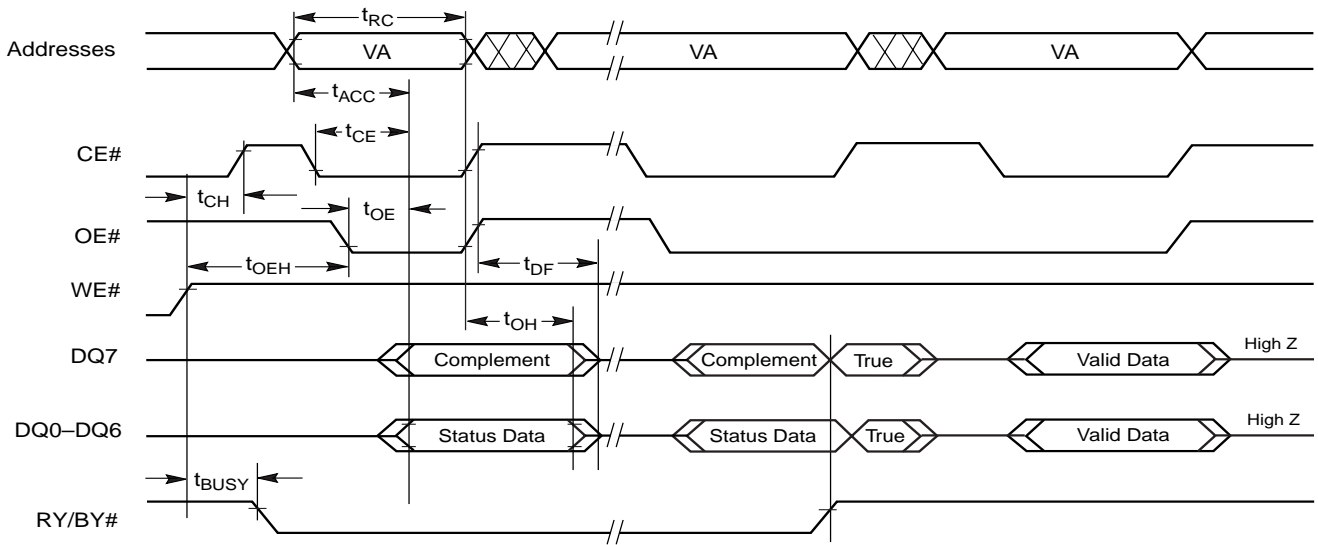 tRC
Addresses VA VA VA
tACC
tCE
CE#
tCH
tOE
OE#
tOEH
tDF
WE#
tOH
DQ7 Complement Complement True Valid Data High Z
DQ0–DQ6 Status Data Status Data True Valid Data High Z
tBUSY
RY/BY#